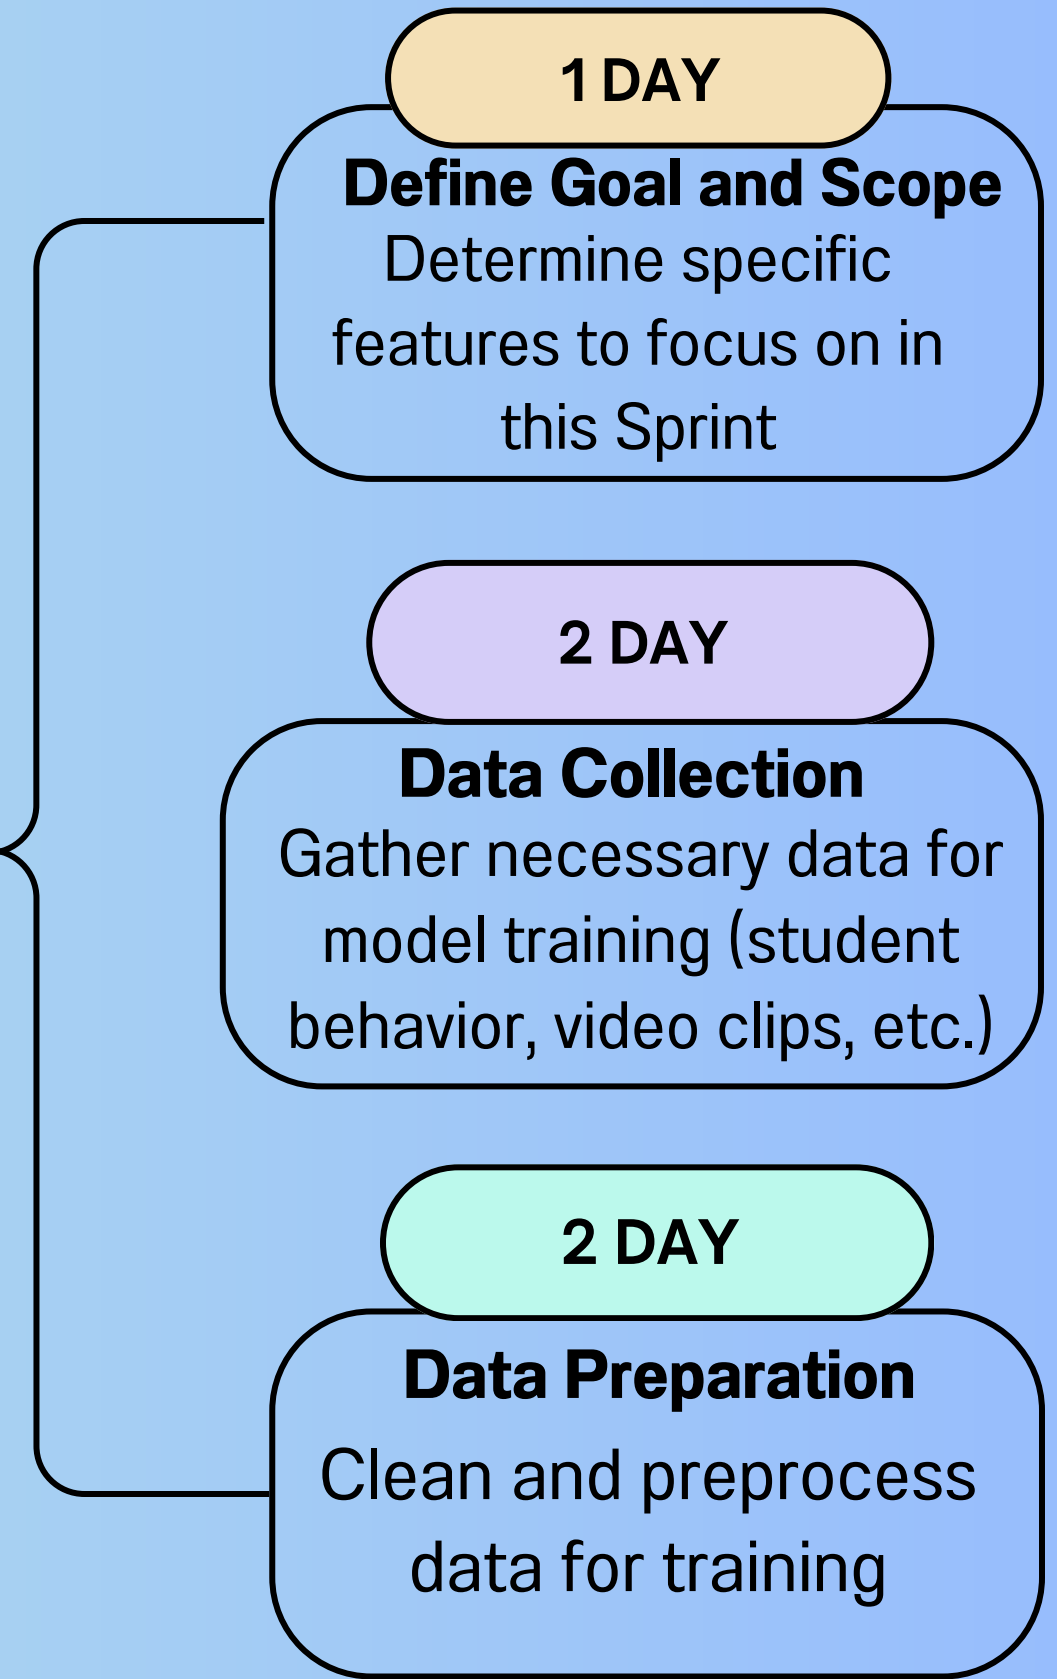 1 DAY
Define Goal and Scope
Determine specific
features to focus on in
this Sprint
2 DAY
Data Collection
Gather necessary data for
model training (student
behavior, video clips, etc.)
2 DAY
Data Preparation
Clean and preprocess
data for training